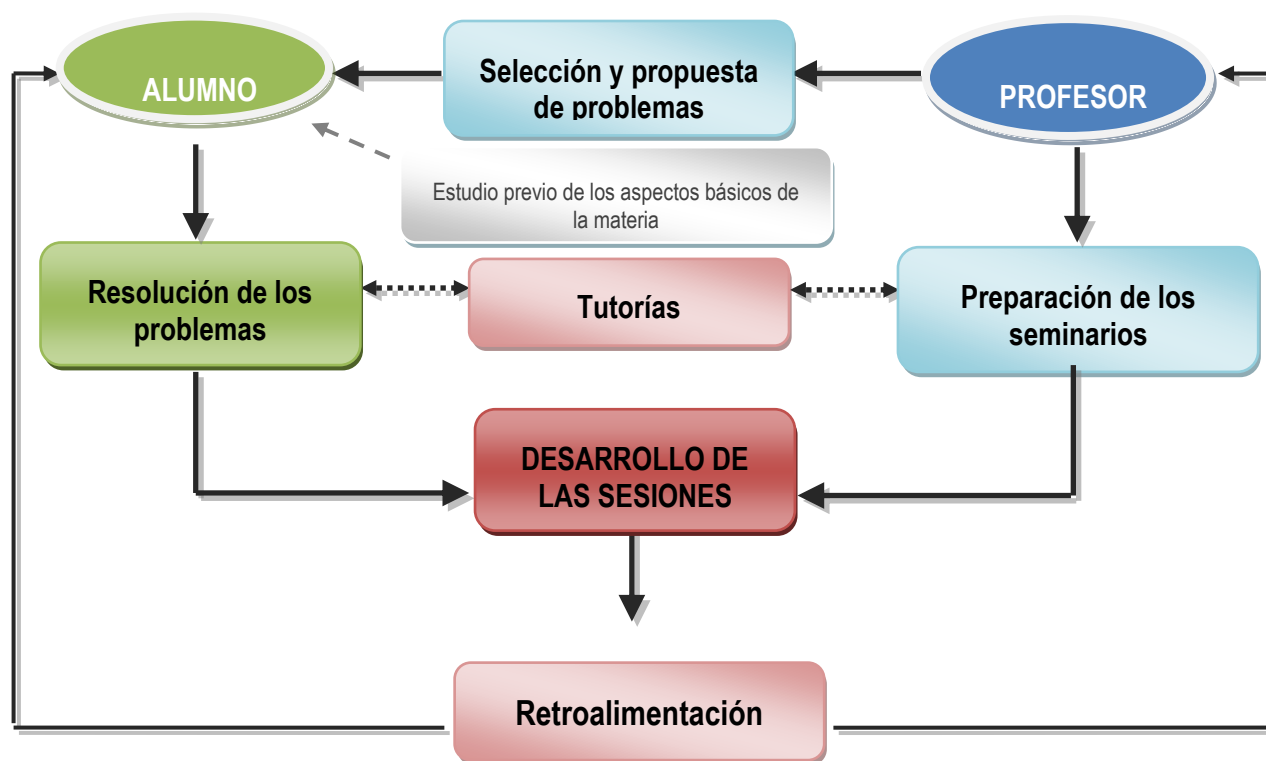 ALUMNO
Selección y propuesta
de problemas
PROFESOR
Estudio previo de los aspectos básicos de
la materia
Resolución de los
problemas
Tutorías
Preparación de los
seminarios
DESARROLLO DE
LAS SESIONES
Retroalimentación